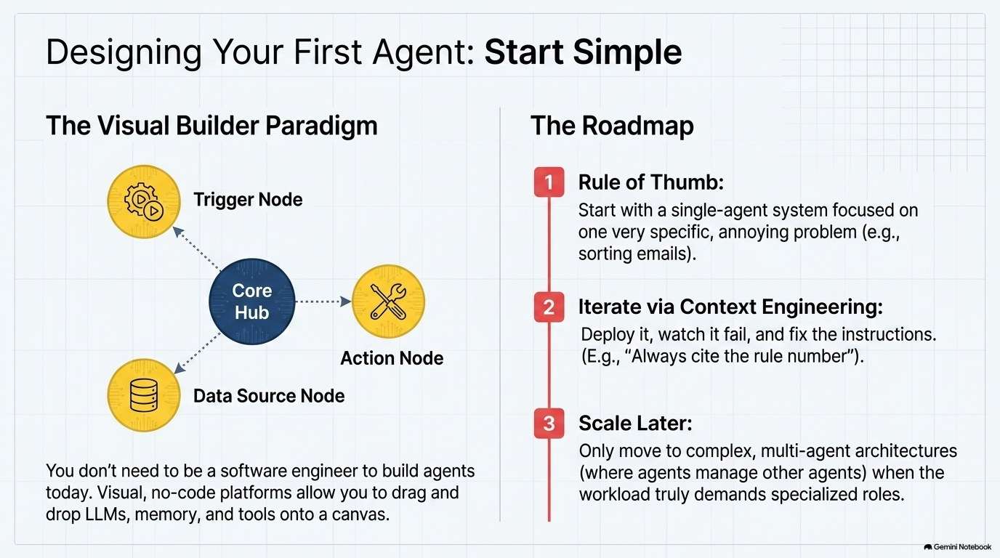 Designing Your First Agent: Start Simple
The Visual Builder Paradigm
Trigger Node
Core
Hub
Action Node
Data Source Node
You don’t need to be a software engineer to build agents
today. Visual, no-code platforms allow you to drag and
drop LLMs, memory, and tools onto a canvas.
The Roadmap
1
Rule of Thumb:
Start with a single-agent system focused on
one very specific, annoying problem (e.g.,
sorting emails).
2
Iterate via Context Engineering:
Deploy it, watch it fail, and fix the instructions.
(E.g., “Always cite the rule number”).
3
Scale Later:
Only move to complex, multi-agent architectures
(where agents manage other agents) when the
workload truly demands specialized roles.
Gemini Notebook